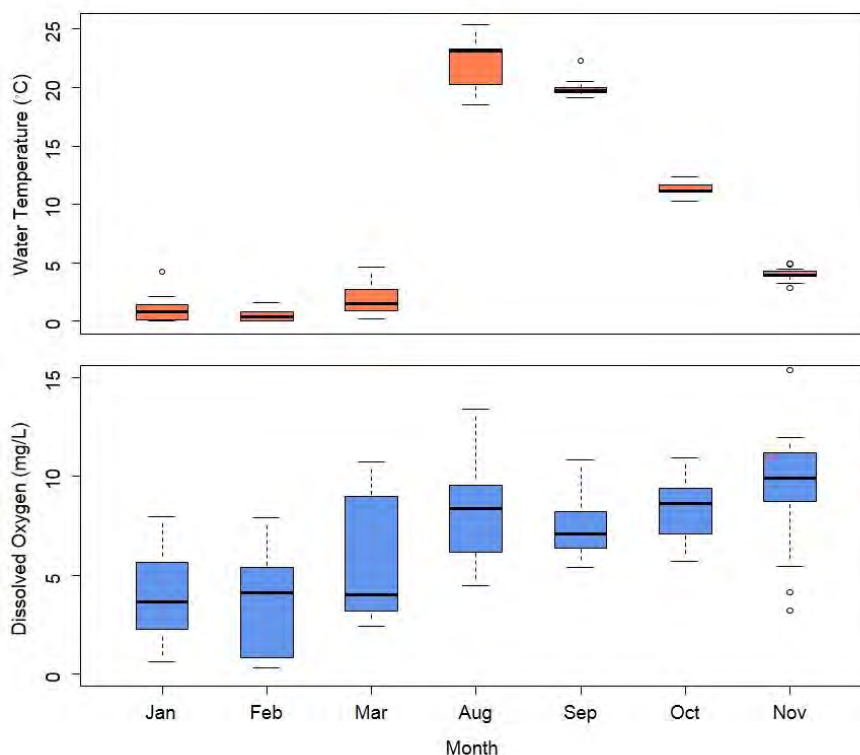 Water Temperature (°C)
25
20
15
10
5
0
Dissolved Oxygen (mg/L)
15
10
5
0
Jan Feb Mar Aug Sep Oct Nov
Month